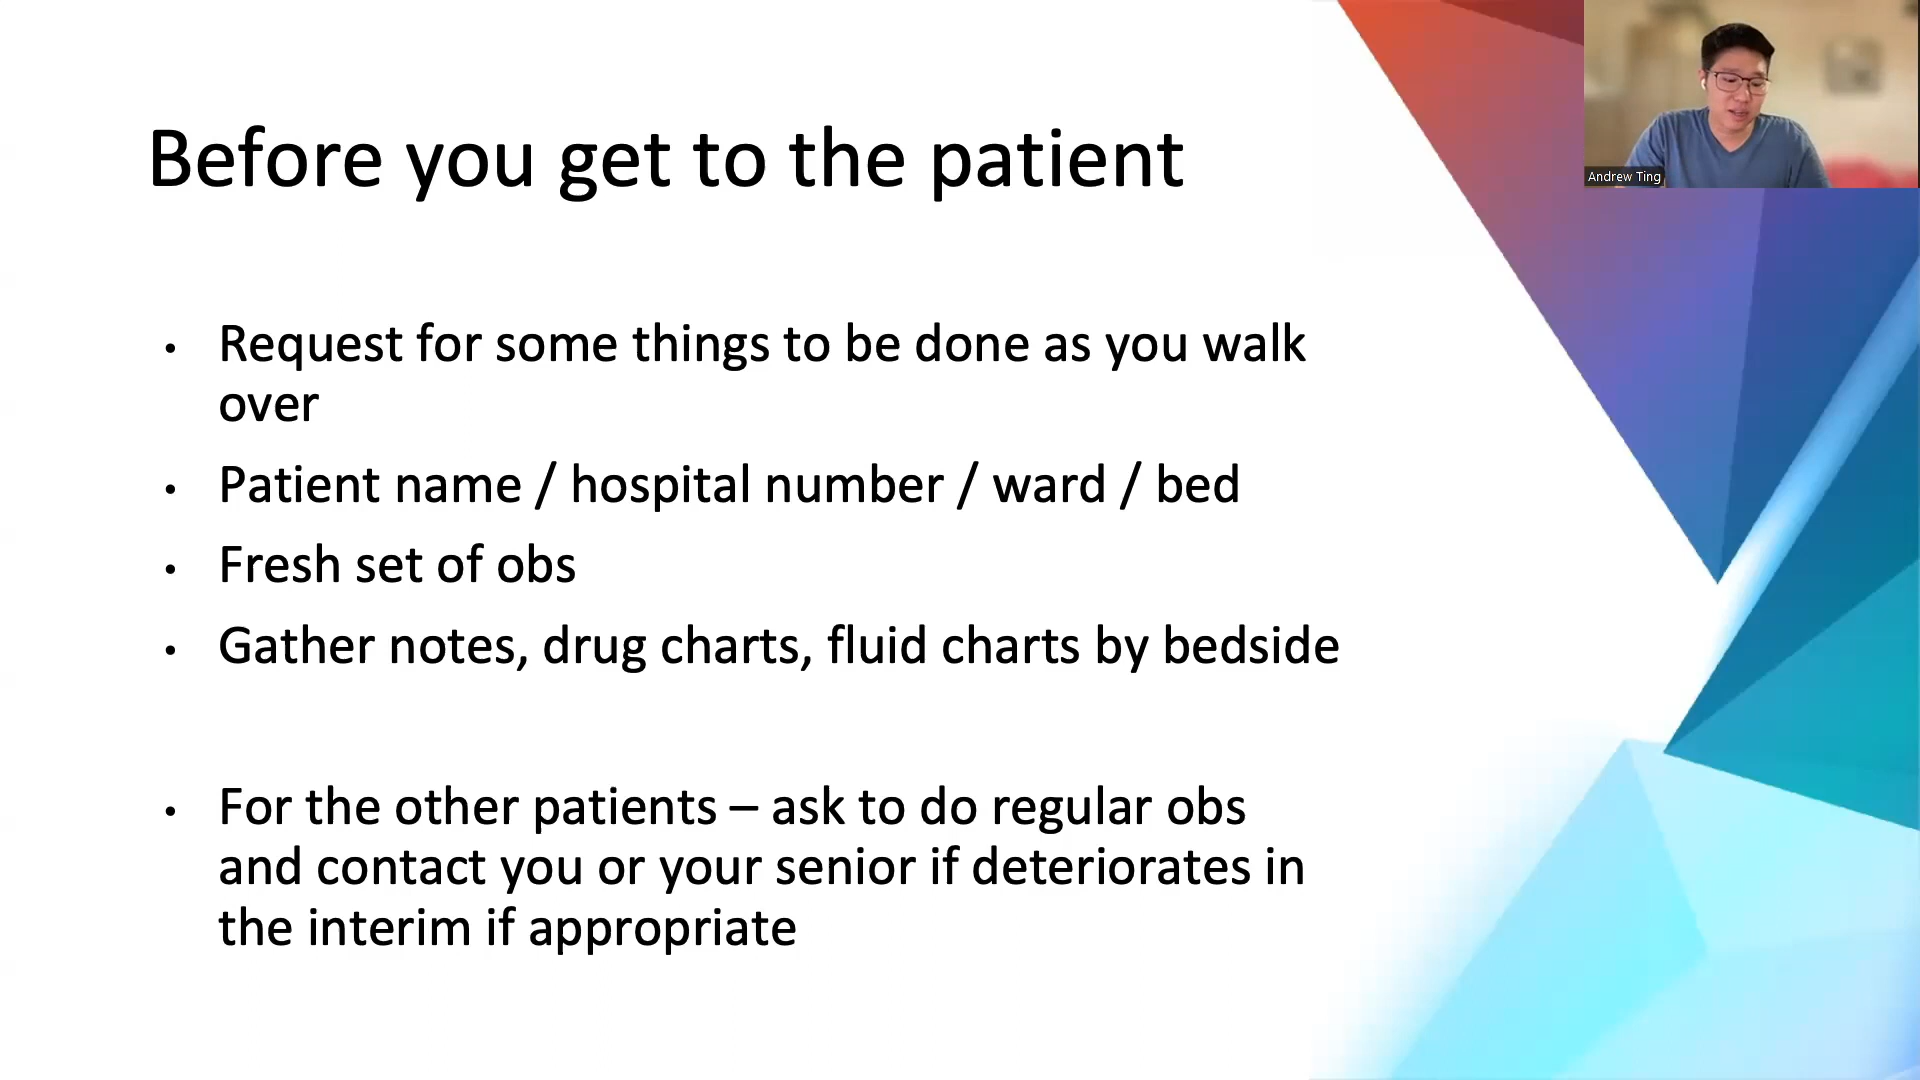 Before you get to the patient
Andrew Ting
• Request for some things to be done as you walk
over
• Patient name / hospital number / ward / bed
• Fresh set of obs
• Gather notes, drug charts, fluid charts by bedside
• For the other patients – ask to do regular obs
and contact you or your senior if deteriorates in
the interim if appropriate